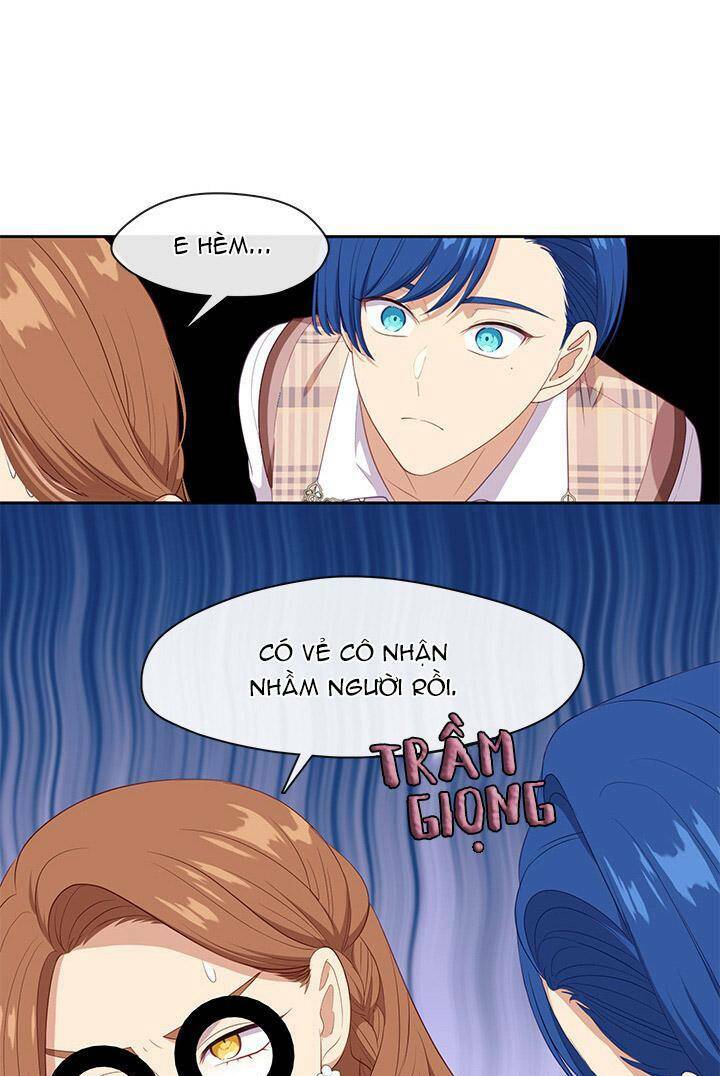 E HÈM...
CÓ VẺ CÔ NHẬN
NHẦM NGƯỜI RỒI.
TRẦM
GIỌNG